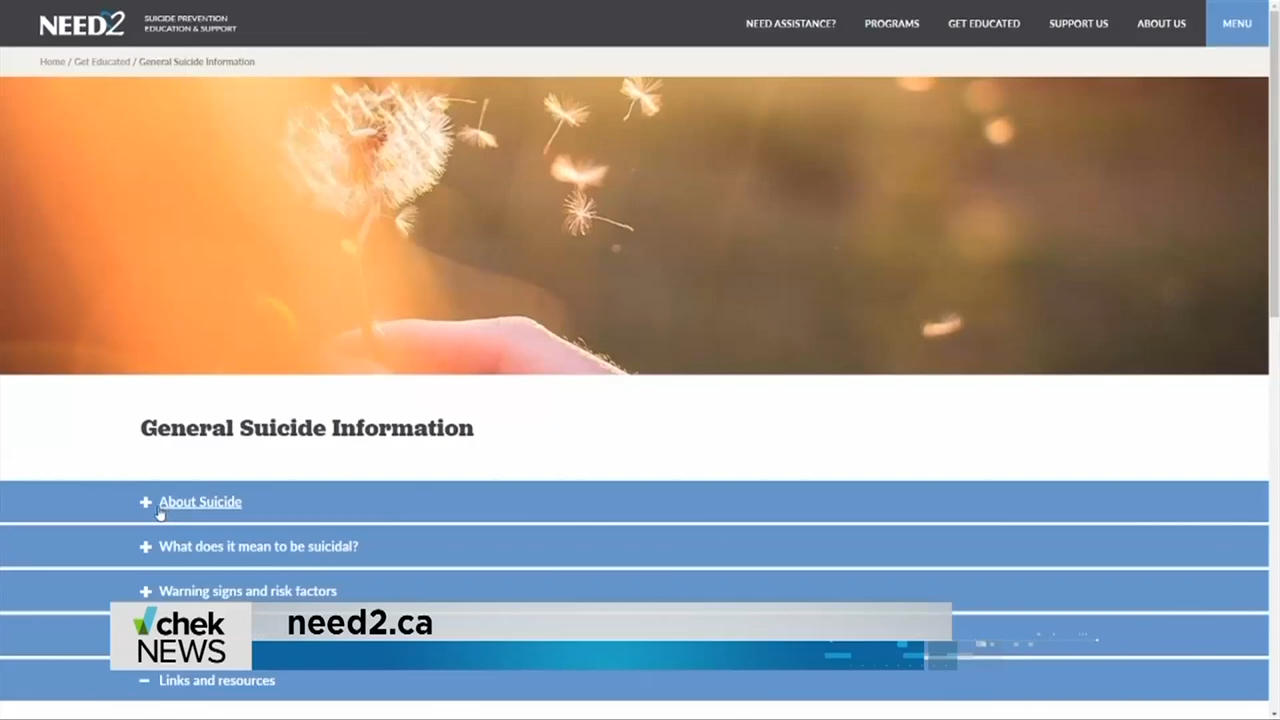 NEED2
SUICIDE PREVENTION
EDUCATION & SUPPORT
NEED ASSISTANCE?
PROGRAMS
GET EDUCATED
SUPPORT US
ABOUT US
MENU
Home / Get Educated / General Suicide Information
General Suicide Information
About Suicide
What does it mean to be suicidal?
Warning signs and risk factors
chek
NEWS
need2.ca
Links and resources